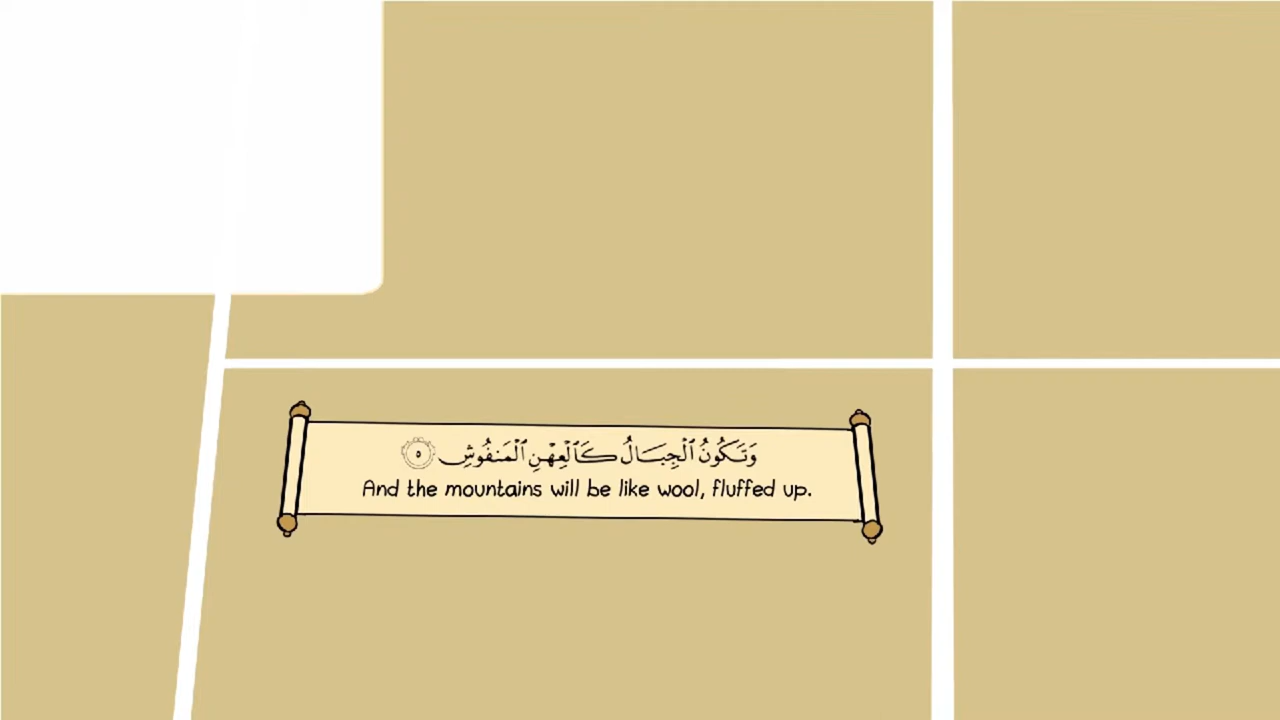 وَتَكُونُ ٱلْجِبَالُ كَٱلْعِهْنِ ٱلْمَنفُوشِ ٥
And the mountains will be like wool, fluffed up.